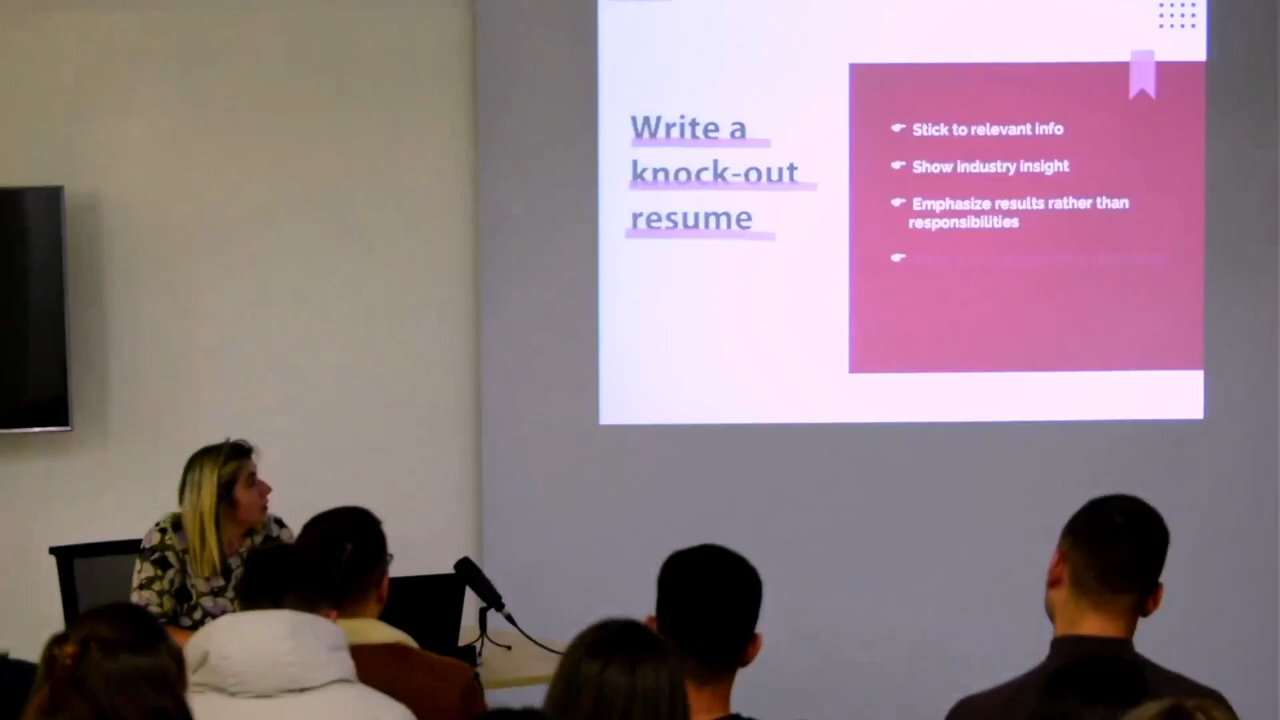 Write a
knock-out
resume
Stick to relevant info
Show industry insight
Emphasize results rather than
responsibilities